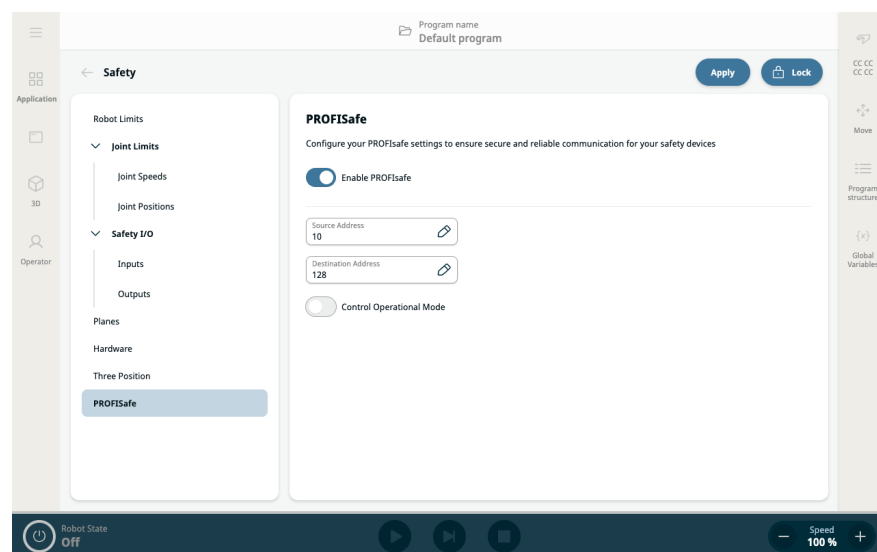 Program name
Default program
Safety
Apply
Lock
CC CC
CC CC
Application
Move
3D
Program
structure
Operator
Global
Variables
Robot Limits
Joint Limits
Joint Speeds
Joint Positions
Safety I/O
Inputs
Outputs
Planes
Hardware
Three Position
PROFISafe
PROFISafe
Configure your PROFIsafe settings to ensure secure and reliable communication for your safety devices
Enable PROFIsafe
Source Address
10
Destination Address
128
Control Operational Mode
{x}
Robot State
Off
Speed
100 %